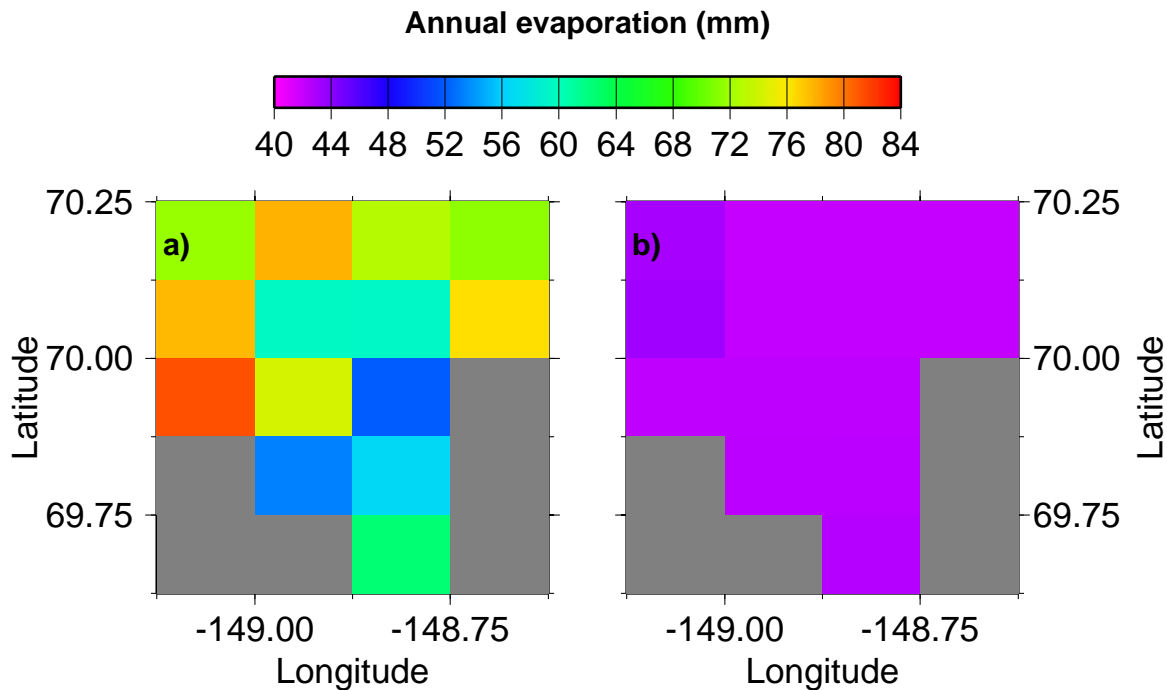 Annual evaporation (mm)
40 44 48 52 56 60 64 68 72 76 80 84
70.25
70.00
69.75
Latitude
a)
-149.00 -148.75
Longitude
b)
70.25
70.00
69.75
Latitude
-149.00 -148.75
Longitude